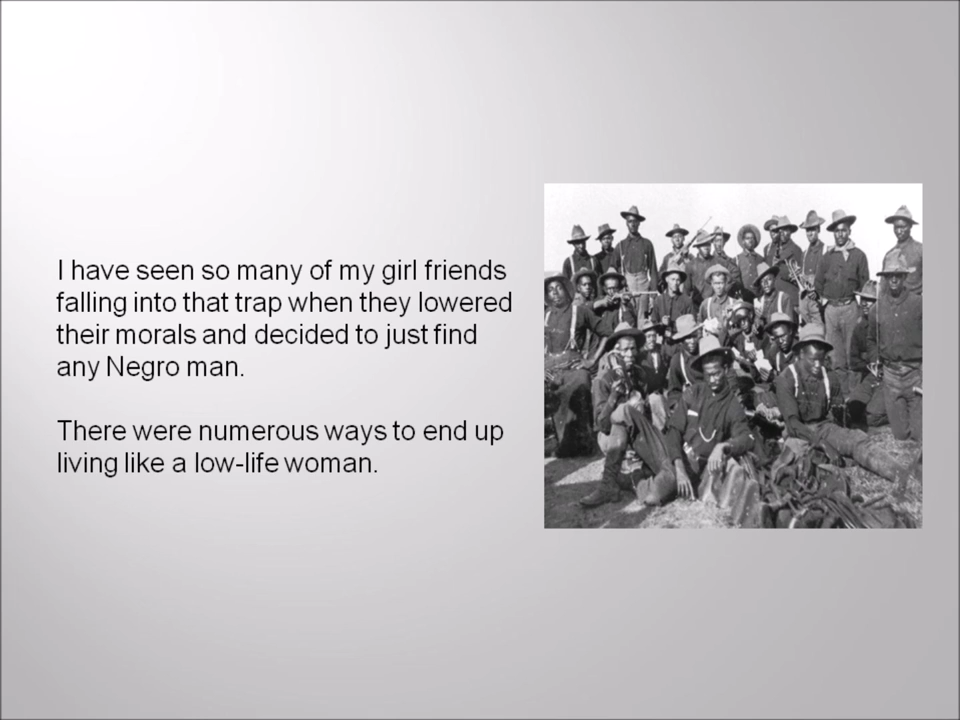 I have seen so many of my girl friends
falling into that trap when they lowered
their morals and decided to just find
any Negro man.
There were numerous ways to end up
living like a low-life woman.